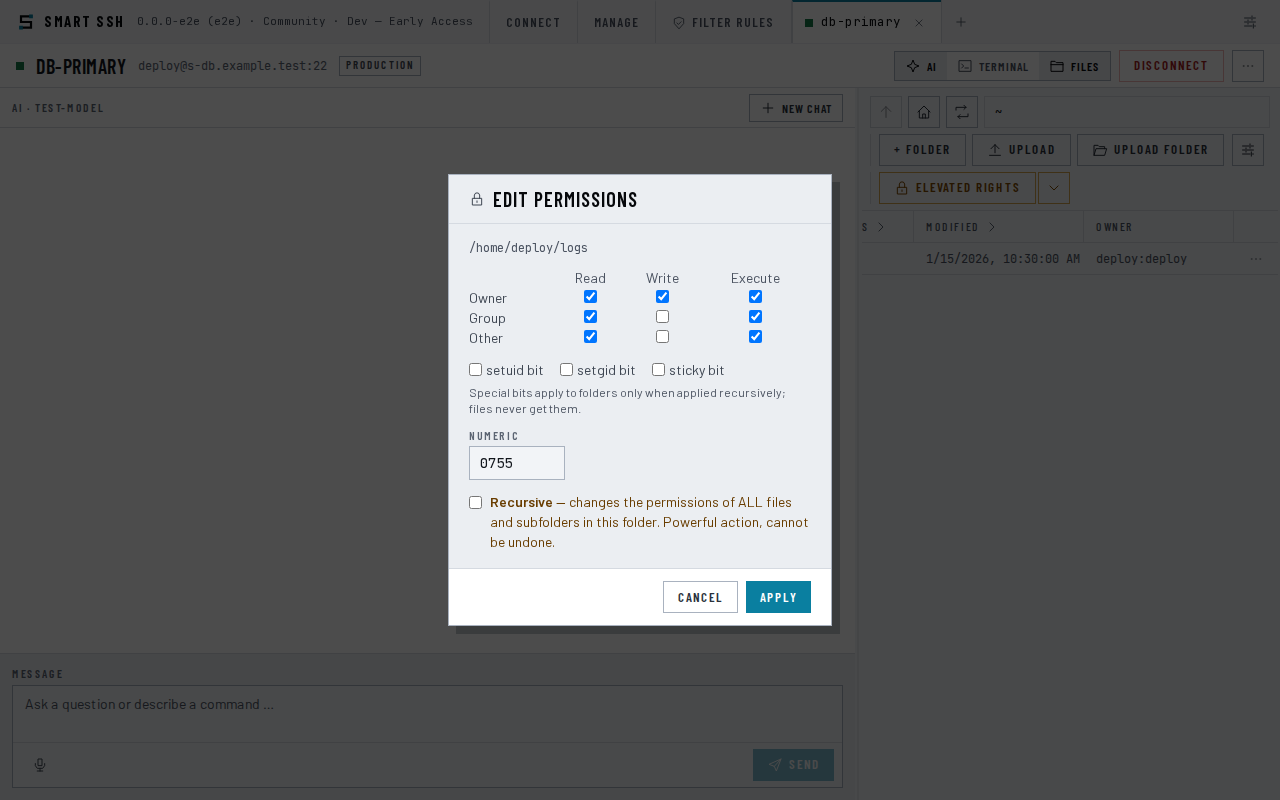 SMART SSH 0.0.0-e2e (e2e) · Community · Dev — Early Access CONNECT MANAGE FILTER RULES db-primary
DB-PRIMARY deploy@s-db.example.test:22 PRODUCTION AI TERMINAL FILES DISCONNECT
AI · TEST-MODEL NEW CHAT
~
+ FOLDER UPLOAD UPLOAD FOLDER
ELEVATED RIGHTS
S MODIFIED OWNER
1/15/2026, 10:30:00 AM deploy:deploy
EDIT PERMISSIONS
/home/deploy/logs
Read Write Execute
Owner
Group
Other
setuid bit setgid bit sticky bit
Special bits apply to folders only when applied recursively;
files never get them.
NUMERIC
0755
Recursive — changes the permissions of ALL files
and subfolders in this folder. Powerful action, cannot
be undone.
CANCEL APPLY
MESSAGE
Ask a question or describe a command ...
SEND